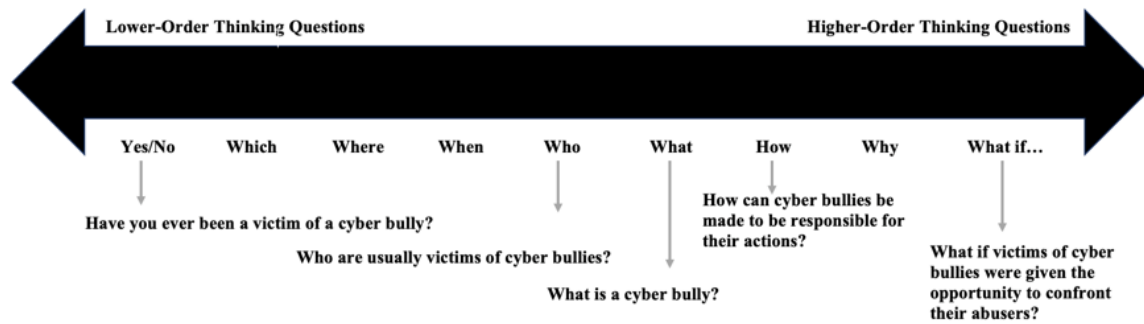 Lower-Order Thinking Questions
Higher-Order Thinking Questions
Yes/No Which Where When Who What How Why What if…
Have you ever been a victim of a cyber bully?
Who are usually victims of cyber bullies?
What is a cyber bully?
How can cyber bullies be
made to be responsible for
their actions?
What if victims of cyber
bullies were given the
opportunity to confront
their abusers?